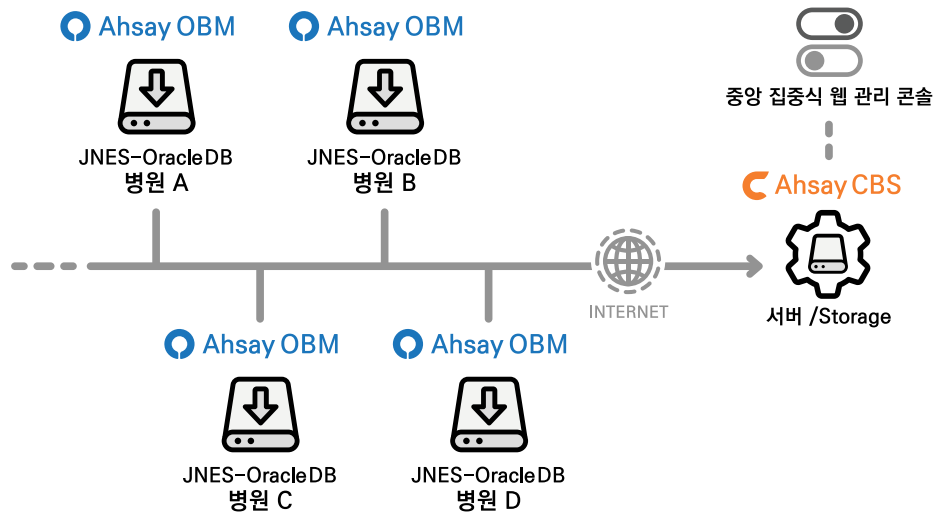 Ahsay OBM
JNES-OracleDB
병원 A
Ahsay OBM
JNES-OracleDB
병원 B
중앙 집중식 웹 관리 콘솔
Ahsay CBS
서버 /Storage
INTERNET
Ahsay OBM
JNES-OracleDB
병원 C
Ahsay OBM
JNES-OracleDB
병원 D